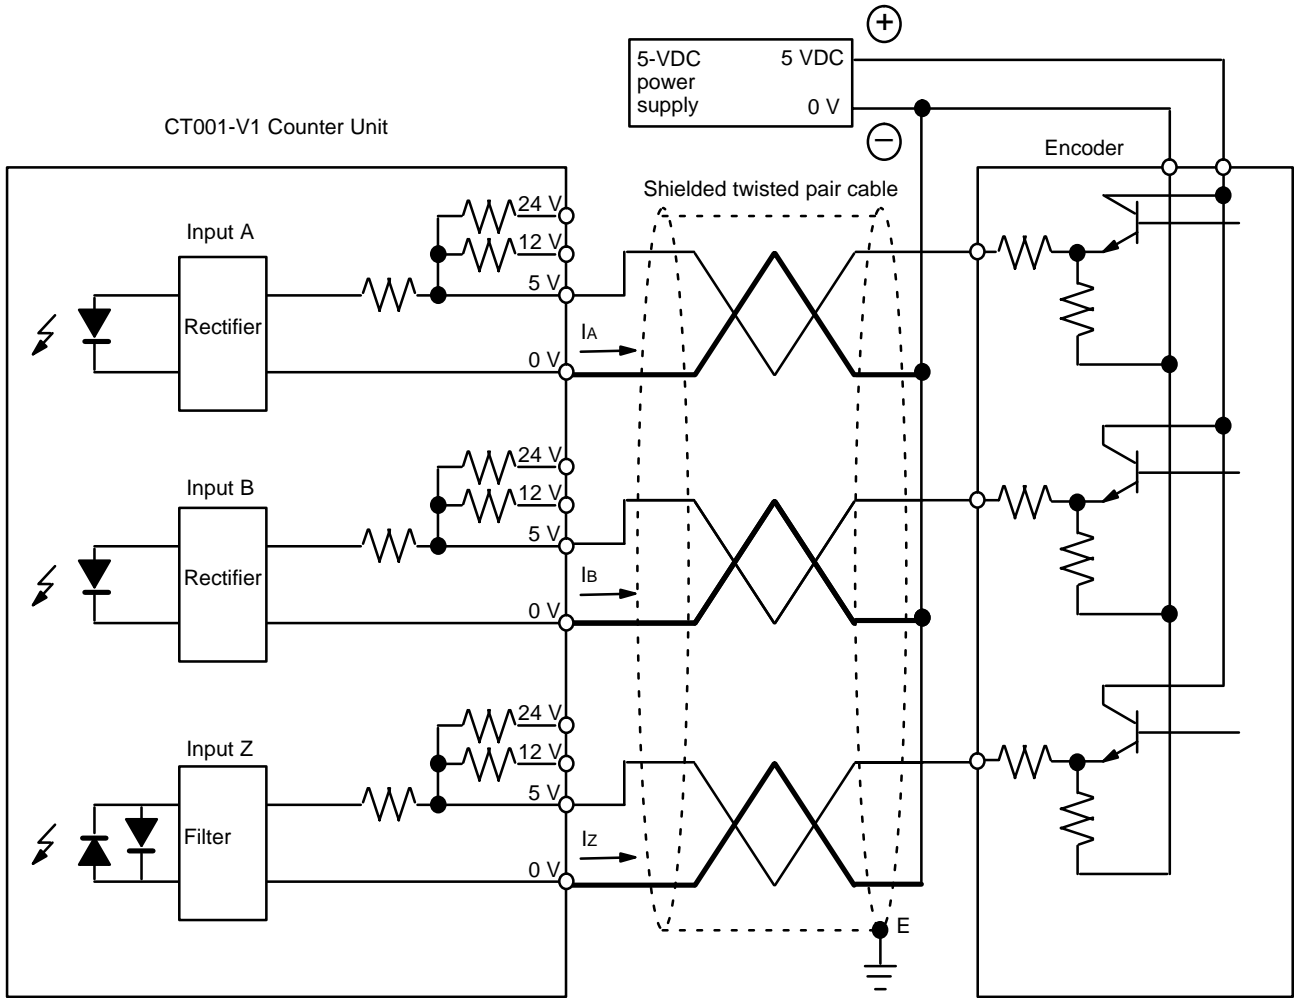 +
5-VDC power supply
5 VDC
0 V
−
CT001-V1 Counter Unit
Encoder
Shielded twisted pair cable
Input A
Rectifier
24 V
12 V
5 V
0 V
IA
Input B
Rectifier
24 V
12 V
5 V
0 V
IB
Input Z
Filter
24 V
12 V
5 V
0 V
IZ
E